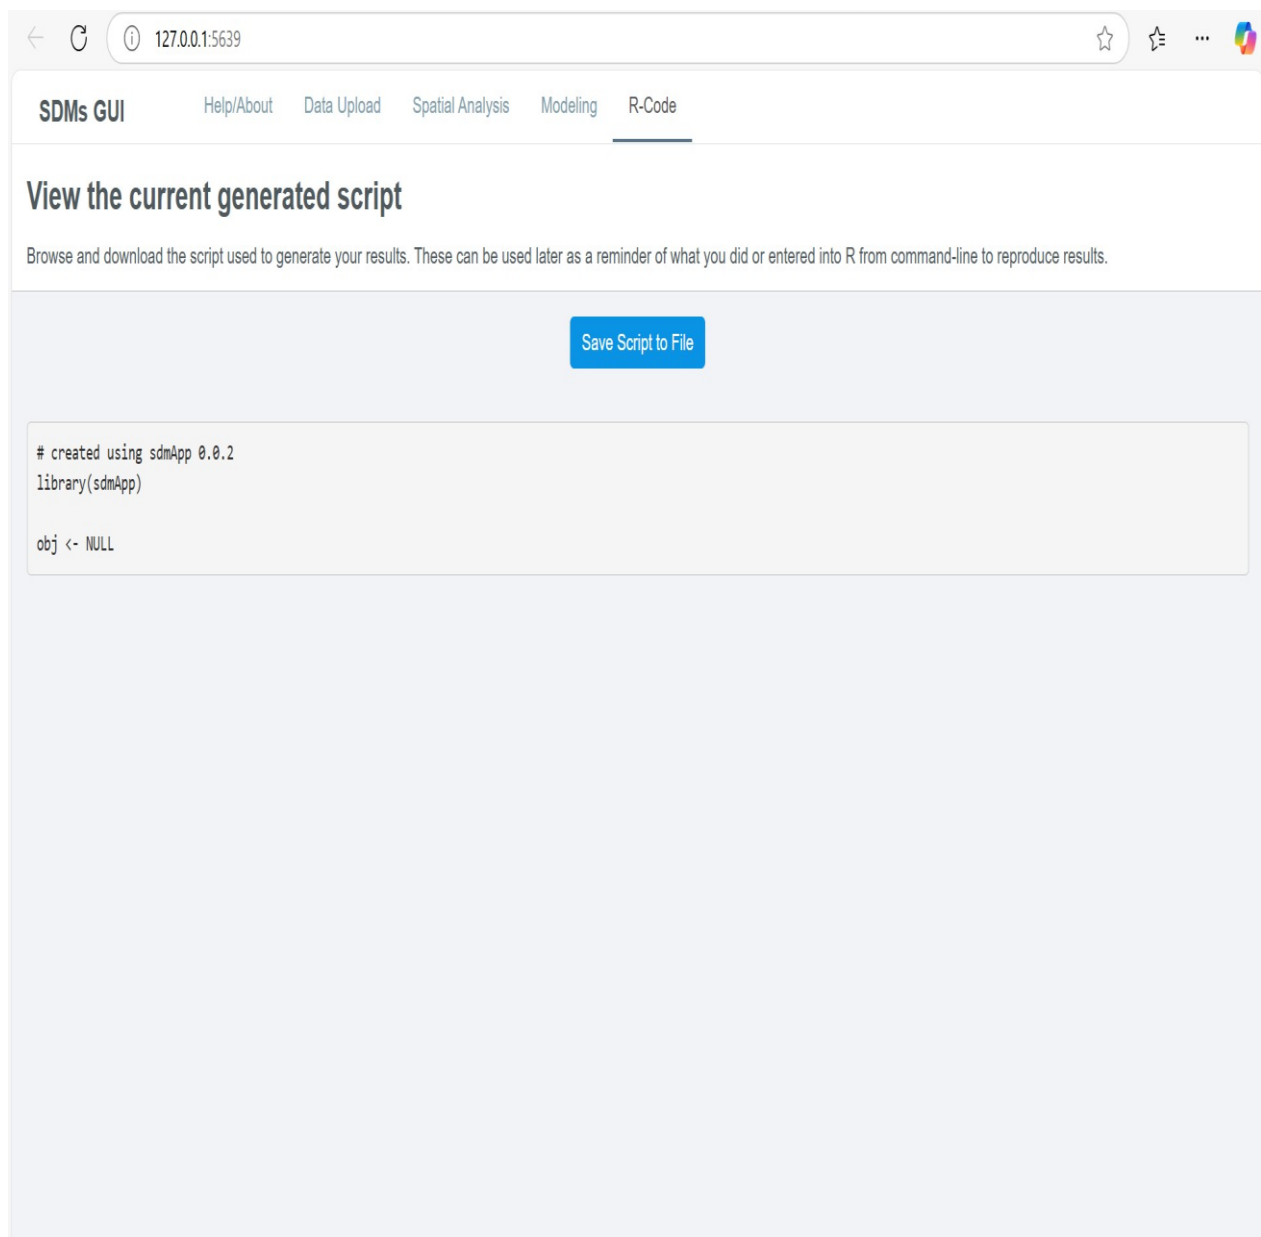 127.0.0.1:5639
SDMs GUI Help/About Data Upload Spatial Analysis Modeling R-Code
View the current generated script
Browse and download the script used to generate your results. These can be used later as a reminder of what you did or entered into R from command-line to reproduce results.
Save Script to File
# created using sdmApp 0.0.2
library(sdmApp)
obj <- NULL